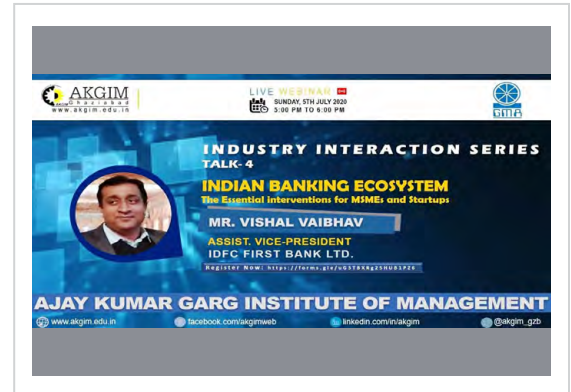 AKGIM
Ghaziabad
www.akgim.edu.in
LIVE WEBINAR
SUNDAY, 5TH JULY 2020
5:00 PM TO 6:00 PM
GMA
INDUSTRY INTERACTION SERIES
TALK- 4
INDIAN BANKING ECOSYSTEM
The Essential interventions for MSMEs and Startups
MR. VISHAL VAIBHAV
ASSIST. VICE-PRESIDENT
IDFC FIRST BANK LTD.
Register Now: https://forms.gle/
AJAY KUMAR GARG INSTITUTE OF MANAGEMENT
www.akgim.edu.in
facebook.com/akgimweb
linkedin.com/in/akgim
@akgim_gzb